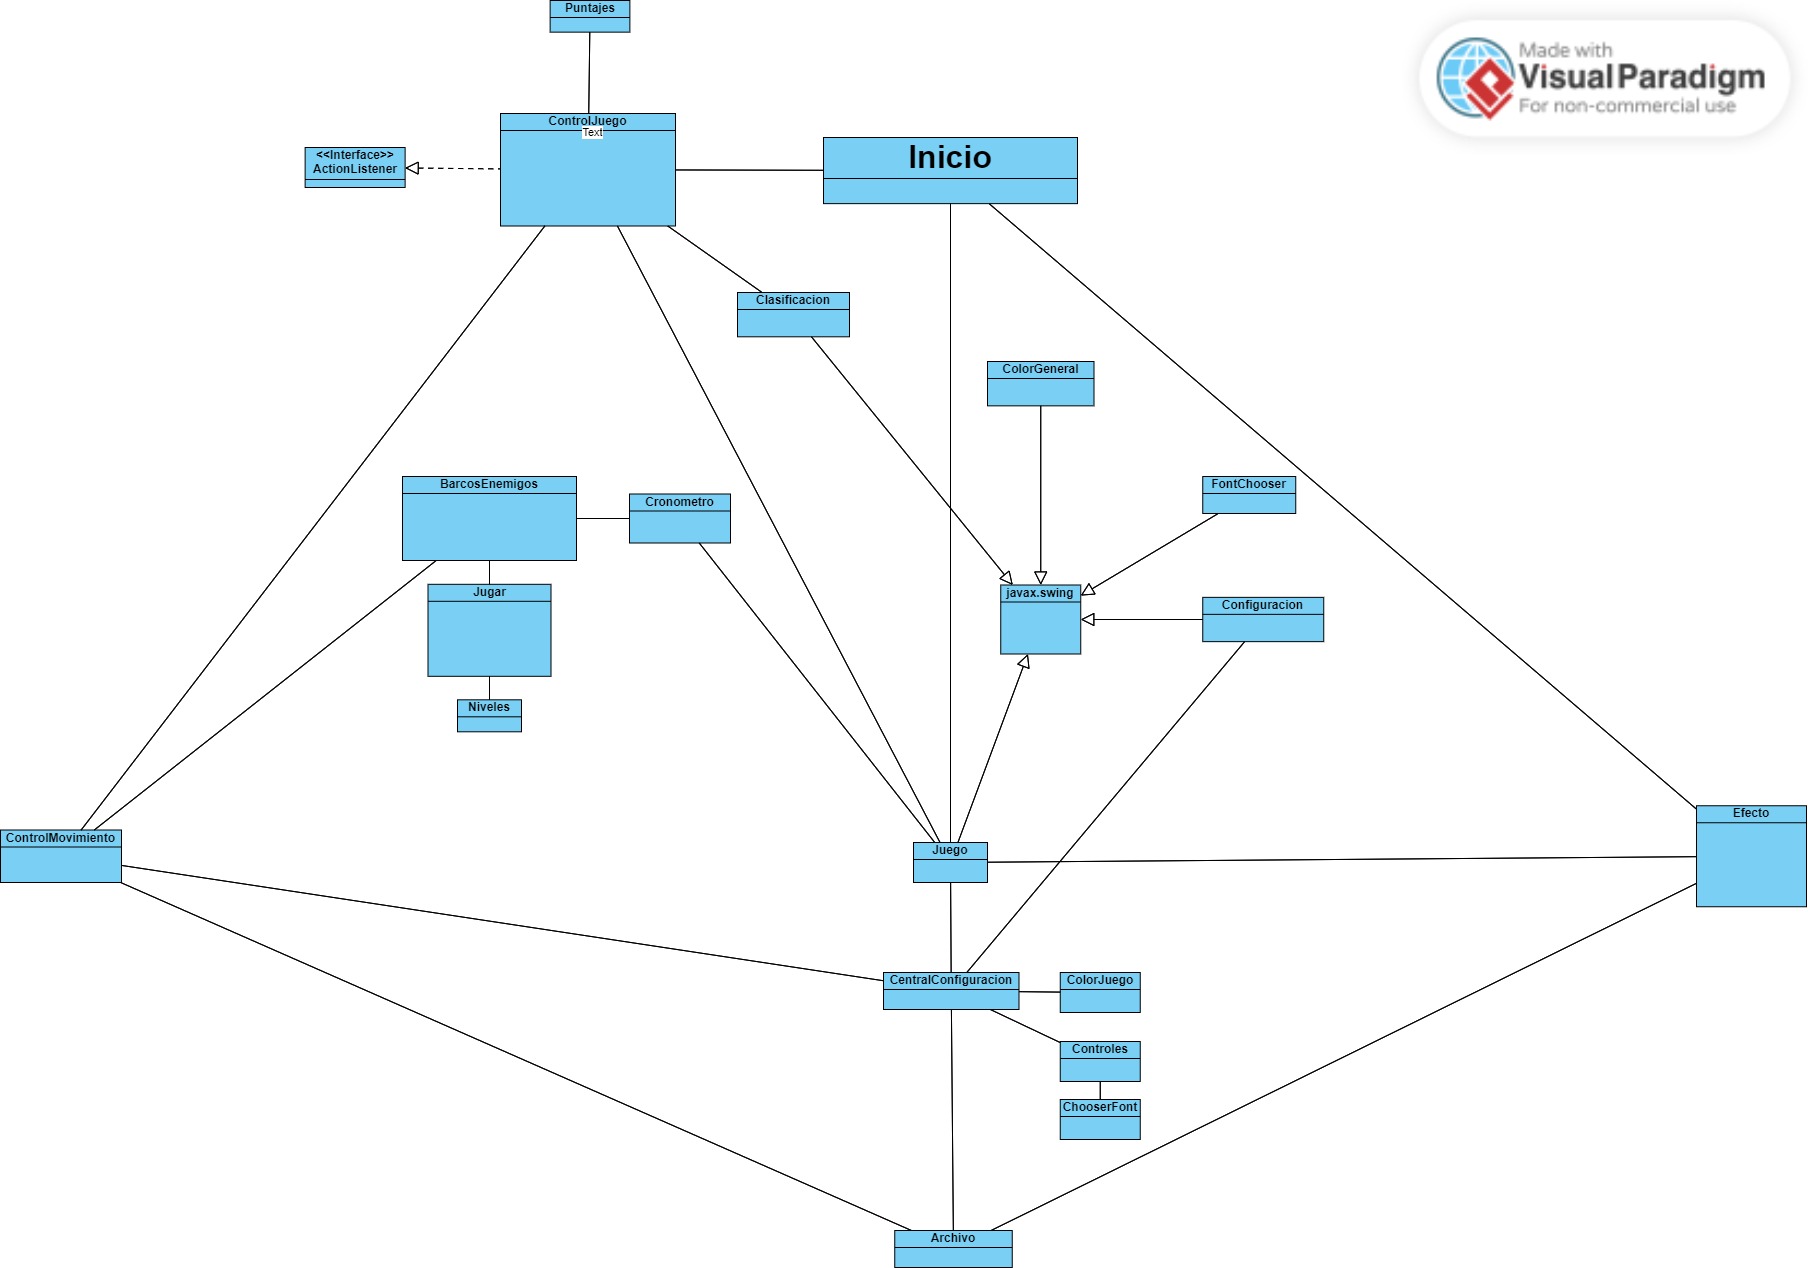 Puntajes
Made with
Visual Paradigm
For non-commercial use
ControlJuego
Text
<<Interface>>
ActionListener
Inicio
Clasificacion
ColorGeneral
BarcosEnemigos
Cronometro
FontChooser
Jugar
javax.swing
Configuracion
Niveles
Efecto
ControlMovimiento
Juego
CentralConfiguracion
ColorJuego
Controles
ChooserFont
Archivo